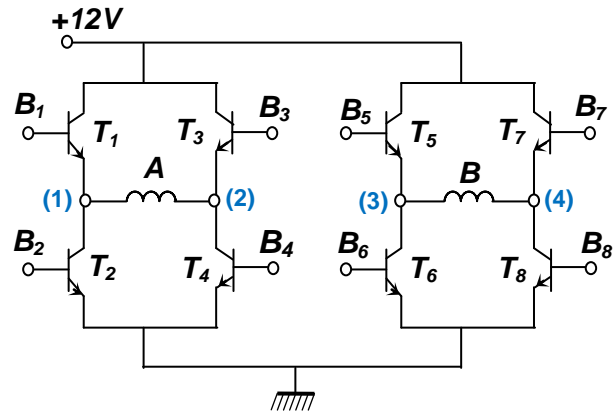 +12V
B1 B3 B5 B7
T1 T3 T5 T7
A B
(1) (2) (3) (4)
B2 B4 B6 B8
T2 T4 T6 T8